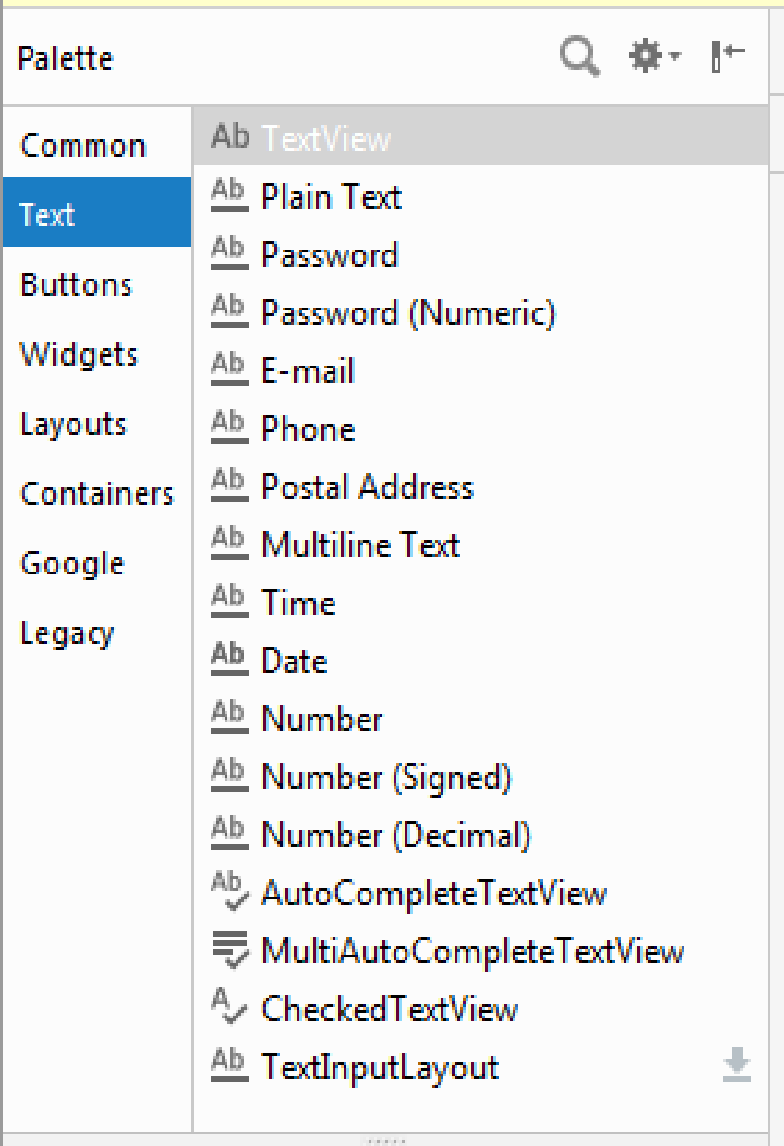 Palette
Common
Text
Buttons
Widgets
Layouts
Containers
Google
Legacy
Ab TextView
Ab Plain Text
Ab Password
Ab Password (Numeric)
Ab E-mail
Ab Phone
Ab Postal Address
Ab Multiline Text
Ab Time
Ab Date
Ab Number
Ab Number (Signed)
Ab Number (Decimal)
Ab AutoCompleteTextView
MultiAutoCompleteTextView
A CheckedTextView
Ab TextInputLayout